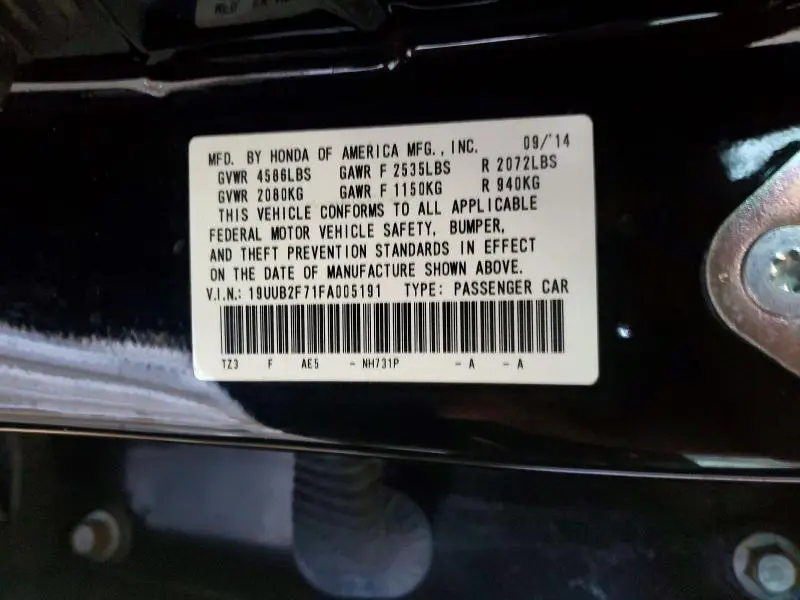 MFD. BY HONDA OF AMERICA MFG., INC. 09/'14
GVWR 4586LBS GAWR F 2535LBS R 2072LBS
GVWR 2080KG GAWR F 1150KG R 940KG
THIS VEHICLE CONFORMS TO ALL APPLICABLE
FEDERAL MOTOR VEHICLE SAFETY, BUMPER,
AND THEFT PREVENTION STANDARDS IN EFFECT
ON THE DATE OF MANUFACTURE SHOWN ABOVE.
V.I.N.: 19UUB2F71FA005191 TYPE: PASSENGER CAR
TZ3 F AE5 - NH731P - A - A